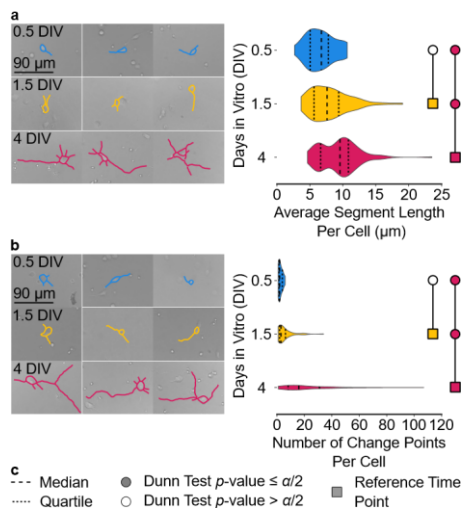 a
0.5 DIV
90 µm
1.5 DIV
4 DIV
Days in Vitro (DIV)
0.5
1.5
4
0 5 10 15 20 25
Average Segment Length
Per Cell (µm)
b
0.5 DIV
90 µm
1.5 DIV
4 DIV
Days in Vitro (DIV)
0.5
1.5
4
0 20 40 60 80 100 120
Number of Change Points
Per Cell
c
Median
Quartile
Dunn Test p-value ≤ α/2
Dunn Test p-value > α/2
Reference Time
Point